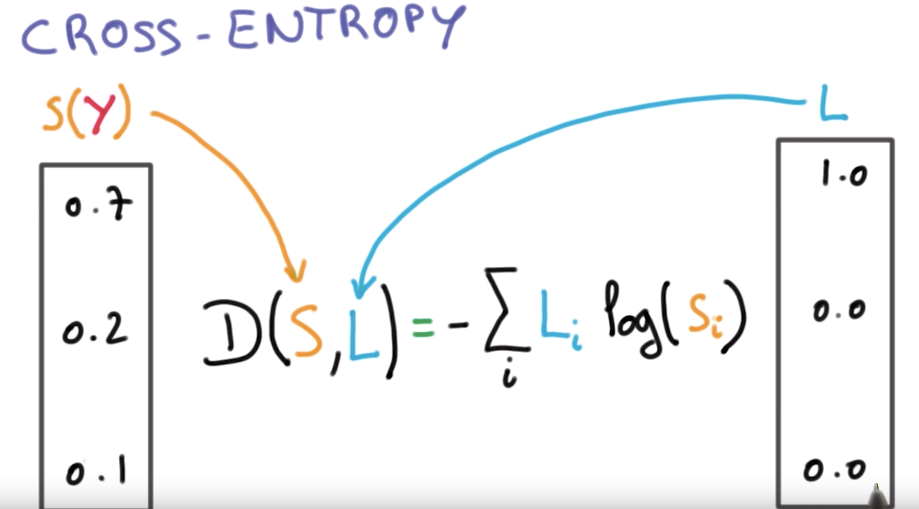 CROSS-ENTROPY
S(Y)
L
0.7
0.2
0.1
D(S,L) = - ∑ᵢ Lᵢ log(Sᵢ)
1.0
0.0
0.0